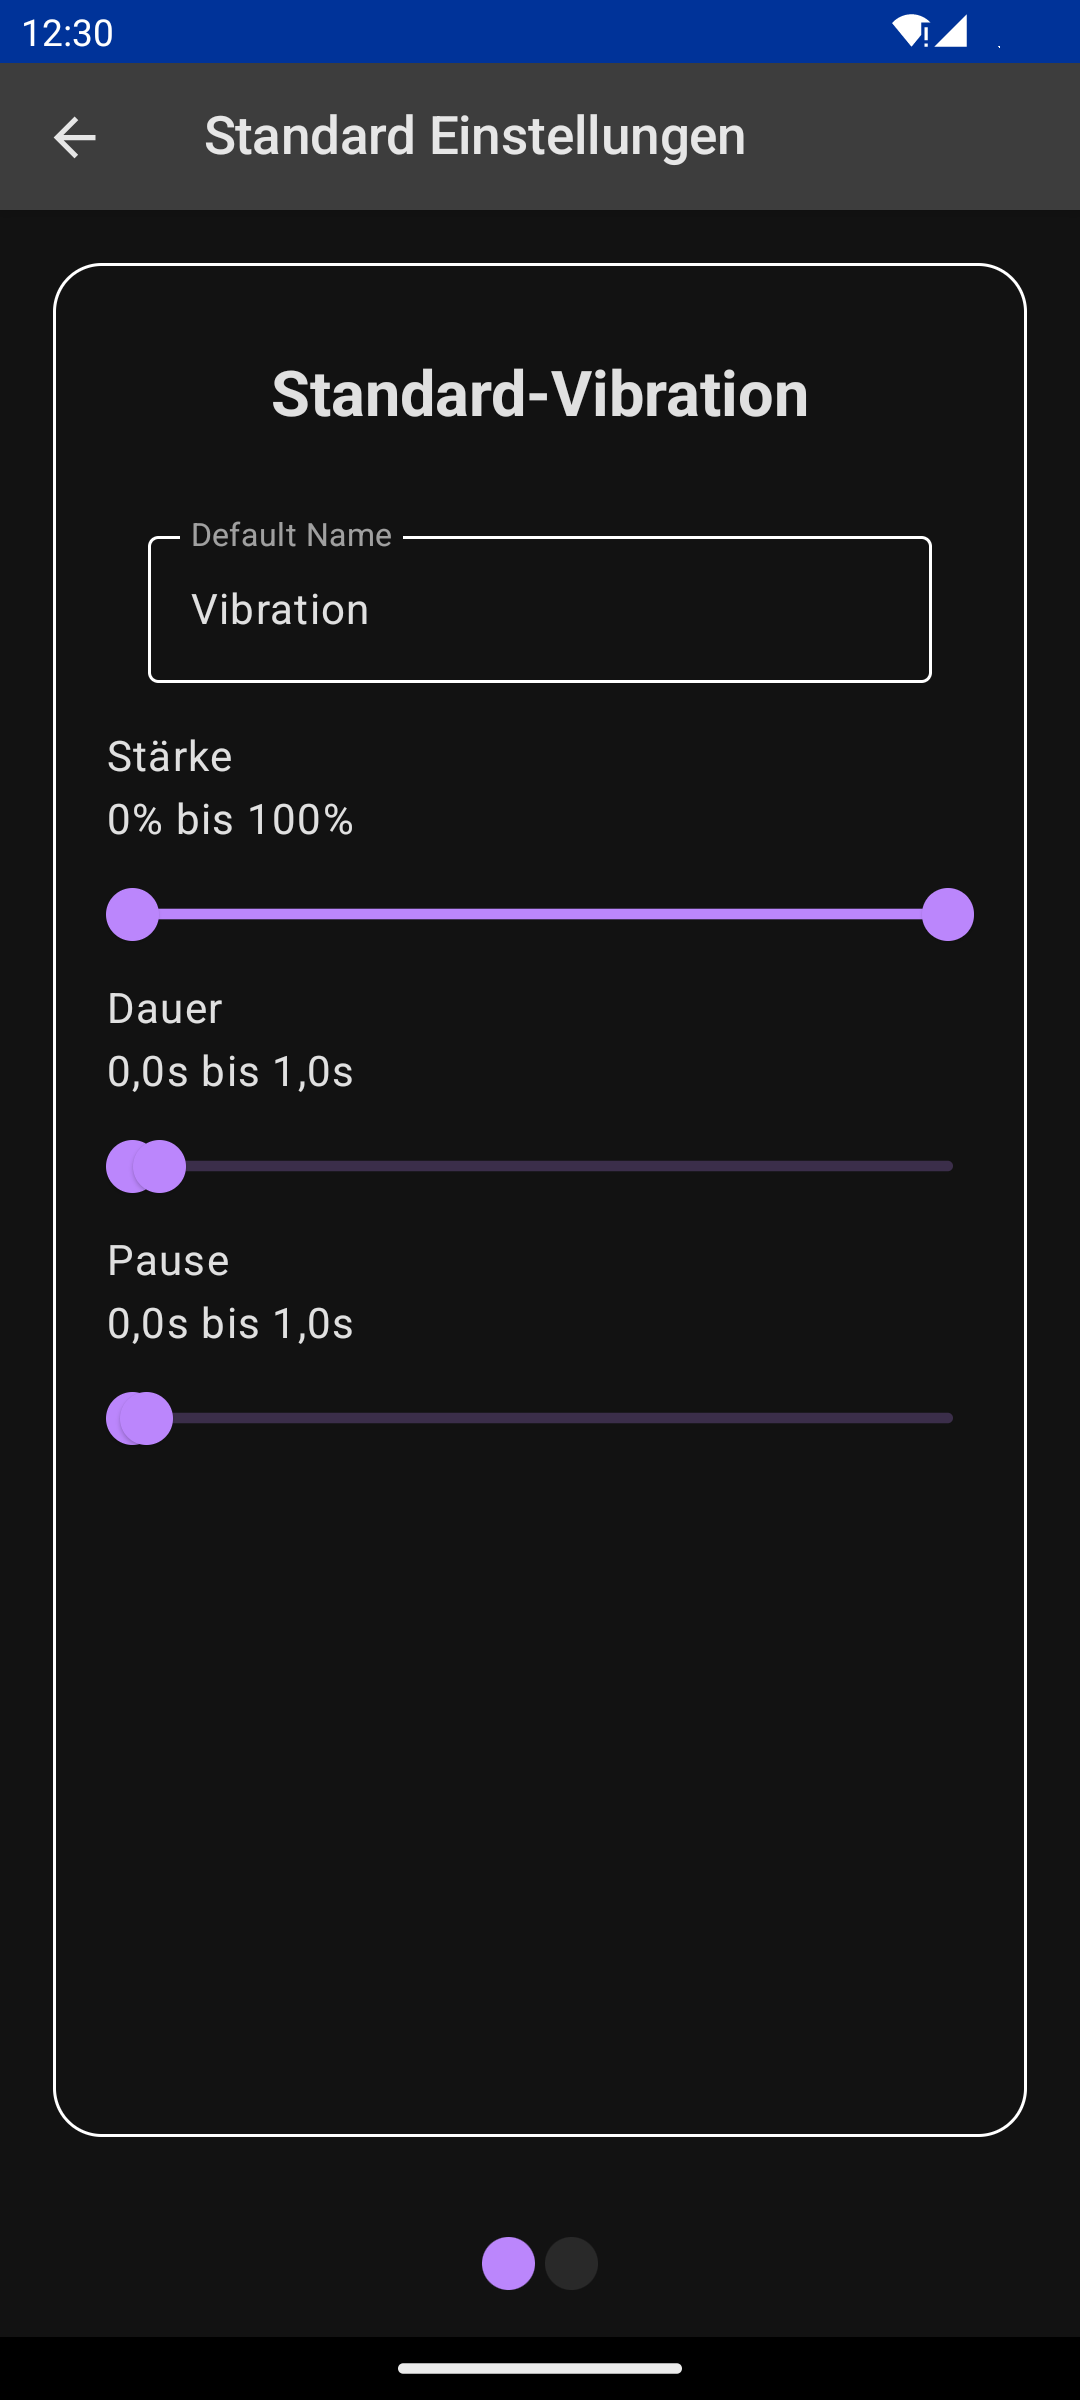 12:30
Standard Einstellungen
Standard-Vibration
Default Name
Vibration
Stärke
0% bis 100%
Dauer
0,0s bis 1,0s
Pause
0,0s bis 1,0s